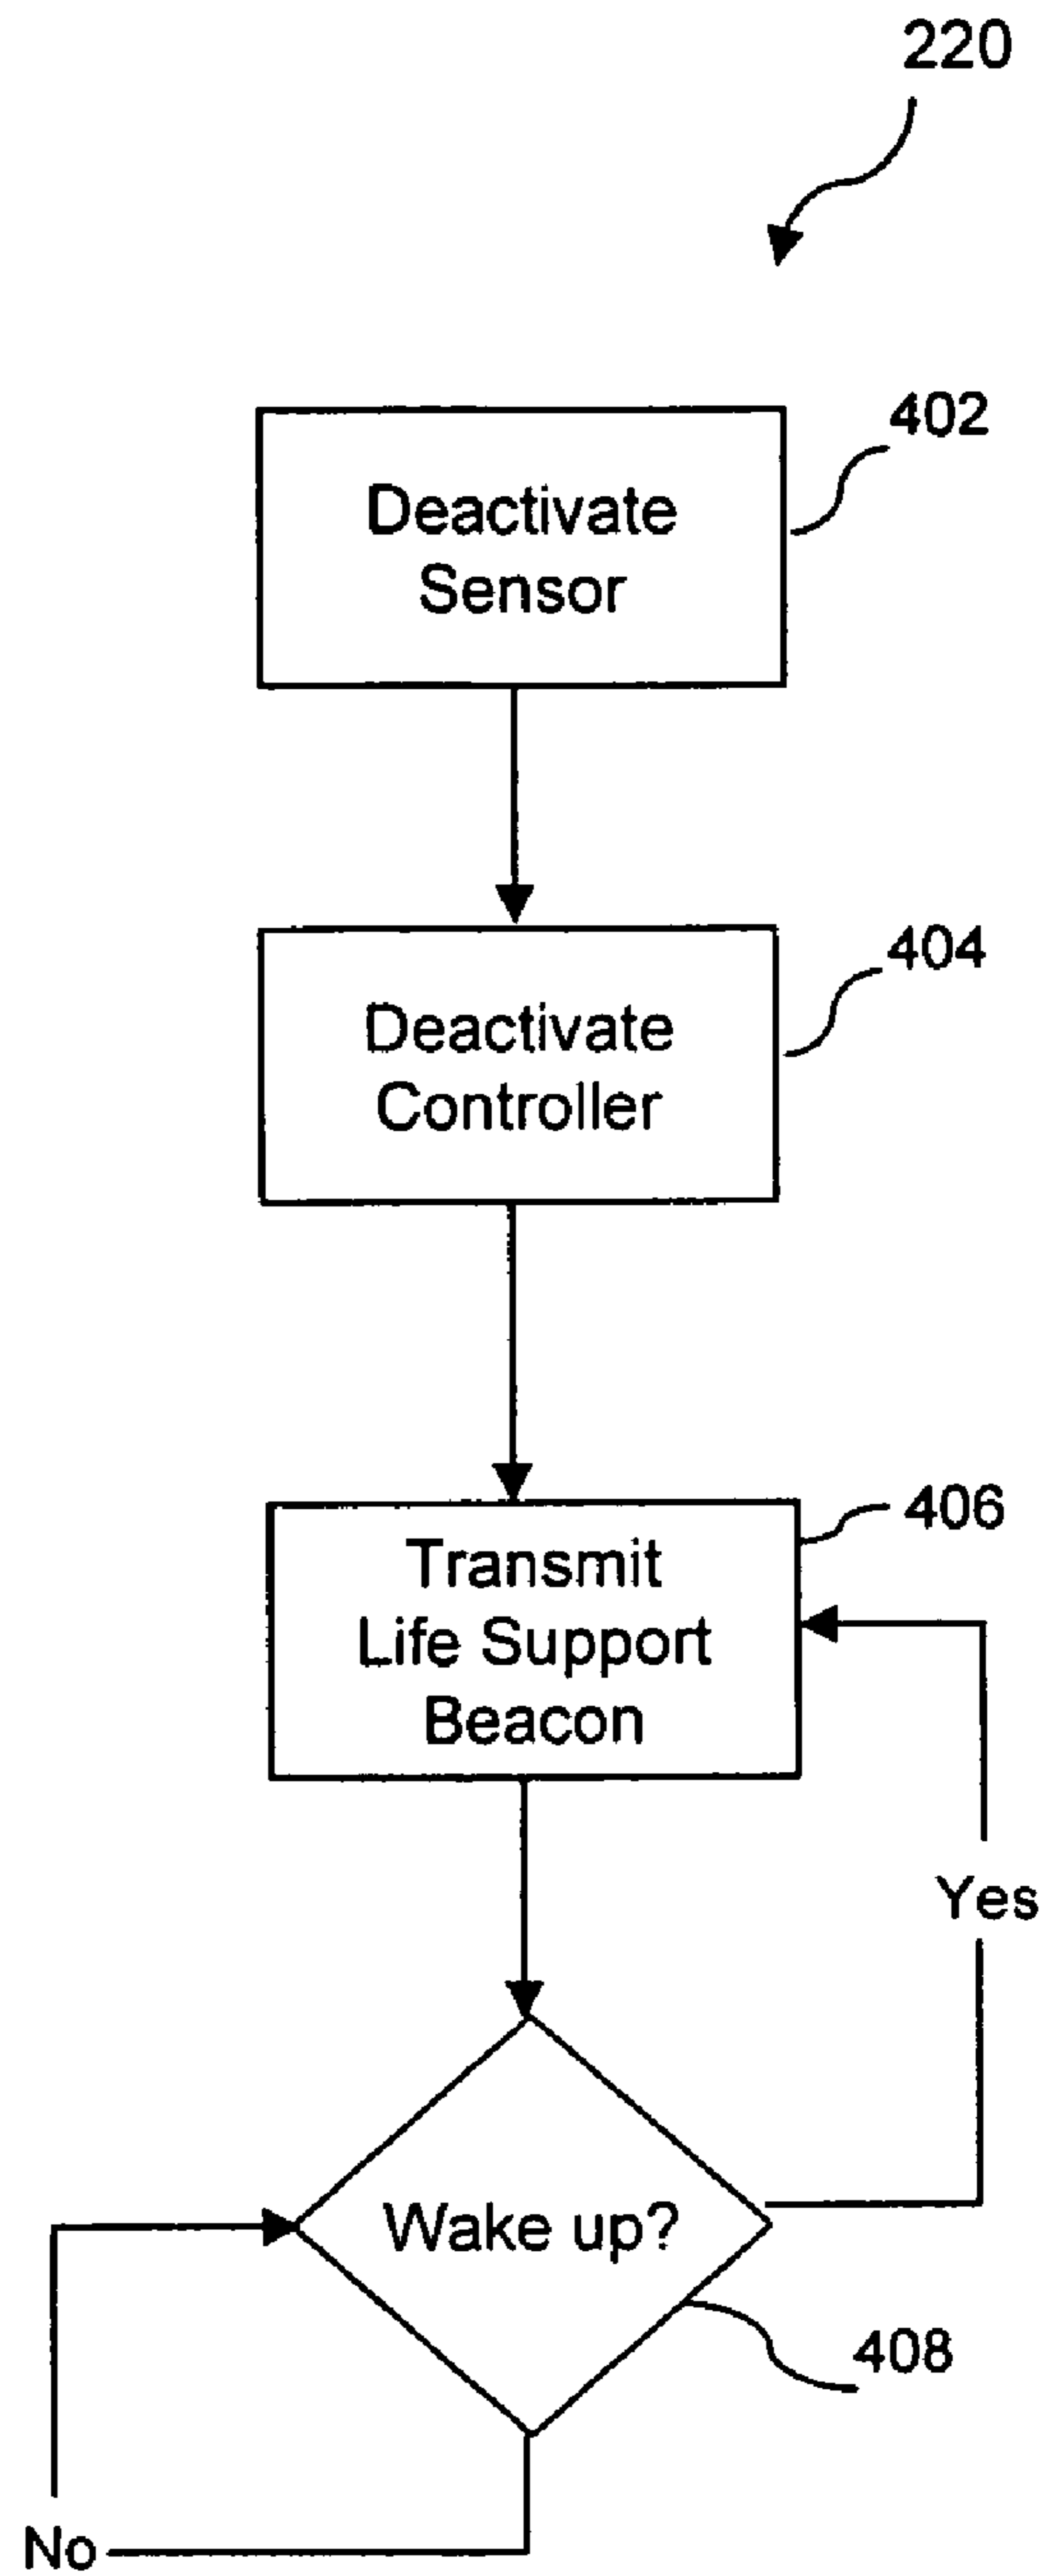 220
402
Deactivate
Sensor
404
Deactivate
Controller
406
Transmit
Life Support
Beacon
Yes
Wake up?
408
No